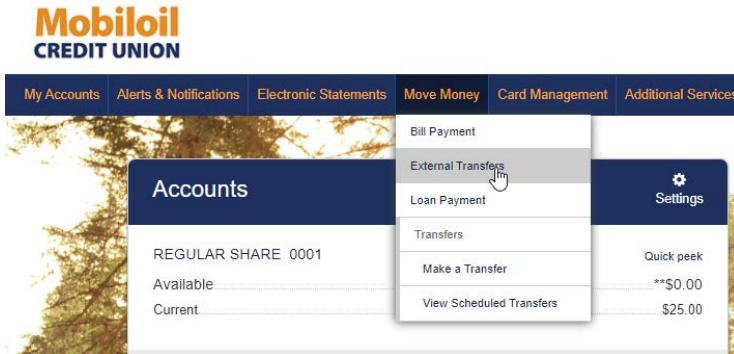 Mobiloil
CREDIT UNION
My Accounts Alerts & Notifications Electronic Statements Move Money Card Management Additional Services
Bill Payment
External Transfers
Loan Payment
Transfers
Make a Transfer
View Scheduled Transfers
Accounts
Settings
REGULAR SHARE 0001
Quick peek
Available **$0.00
Current $25.00